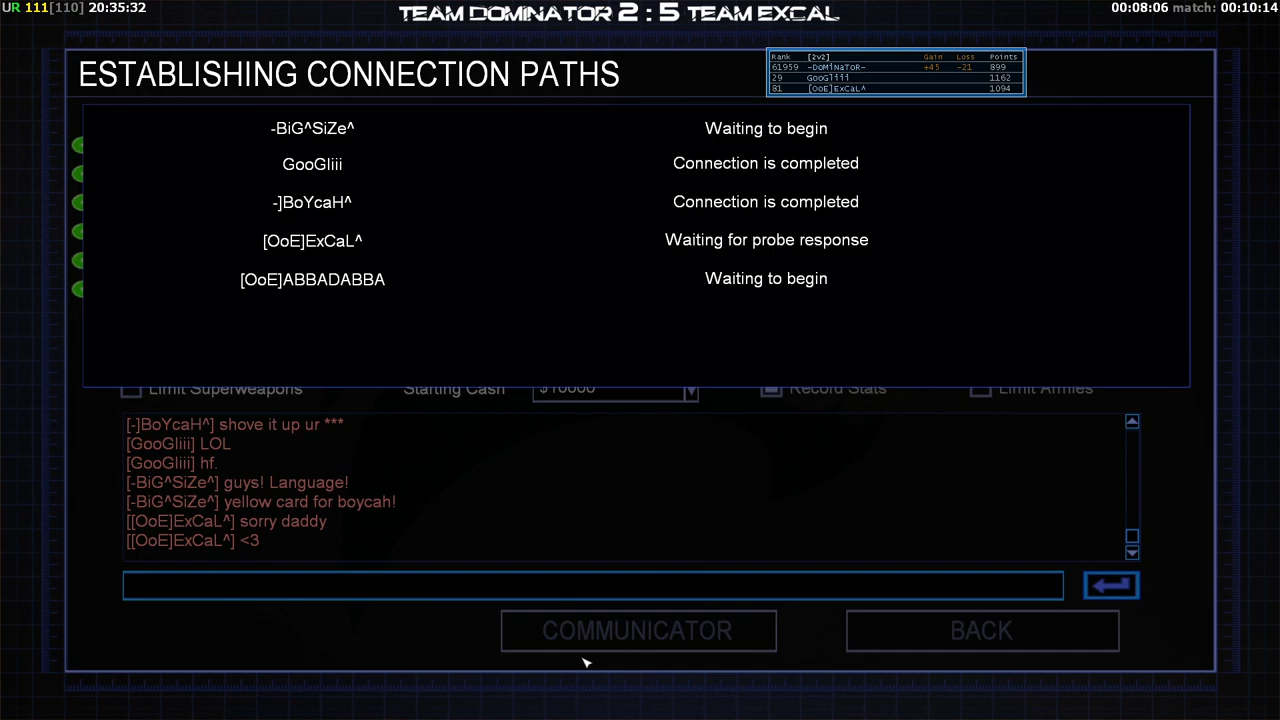 UR 111[110] 20:35:32
TEAM DOMINATOR 2 : 5 TEAM EXCAL
00:08:06 match: 00:10:14
ESTABLISHING CONNECTION PATHS
Rank [2v2] Gain Loss Points
61959 -DoMiNaToR- +45 -21 899
29 GooGliii 1162
81 [OoE]ExCaL^ 1094
-BiG^SiZe^ Waiting to begin
GooGliii Connection is completed
-]BoYcaH^ Connection is completed
[OoE]ExCaL^ Waiting for probe response
[OoE]ABBADABBA Waiting to begin
Limit Superweapons Starting Cash $10000 Record Stats Limit Armies
[-]BoYcaH^] shove it up ur ***
[GooGliii] LOL
[GooGliii] hf.
[-BiG^SiZe^] guys! Language!
[-BiG^SiZe^] yellow card for boycah!
[[OoE]ExCaL^] sorry daddy
[[OoE]ExCaL^] <3
COMMUNICATOR BACK